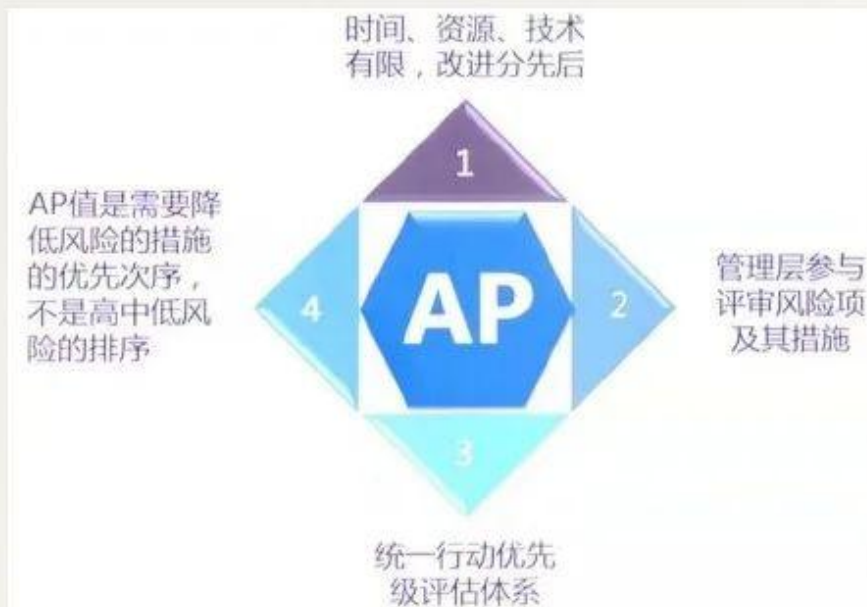 时间、资源、技术
有限，改进分先后
1
AP值是需要降
低风险的措施
的优先次序，
不是高中低风
险的排序
4
AP
2
管理层参与
评审风险项
及其措施
3
统一行动优先
级评估体系